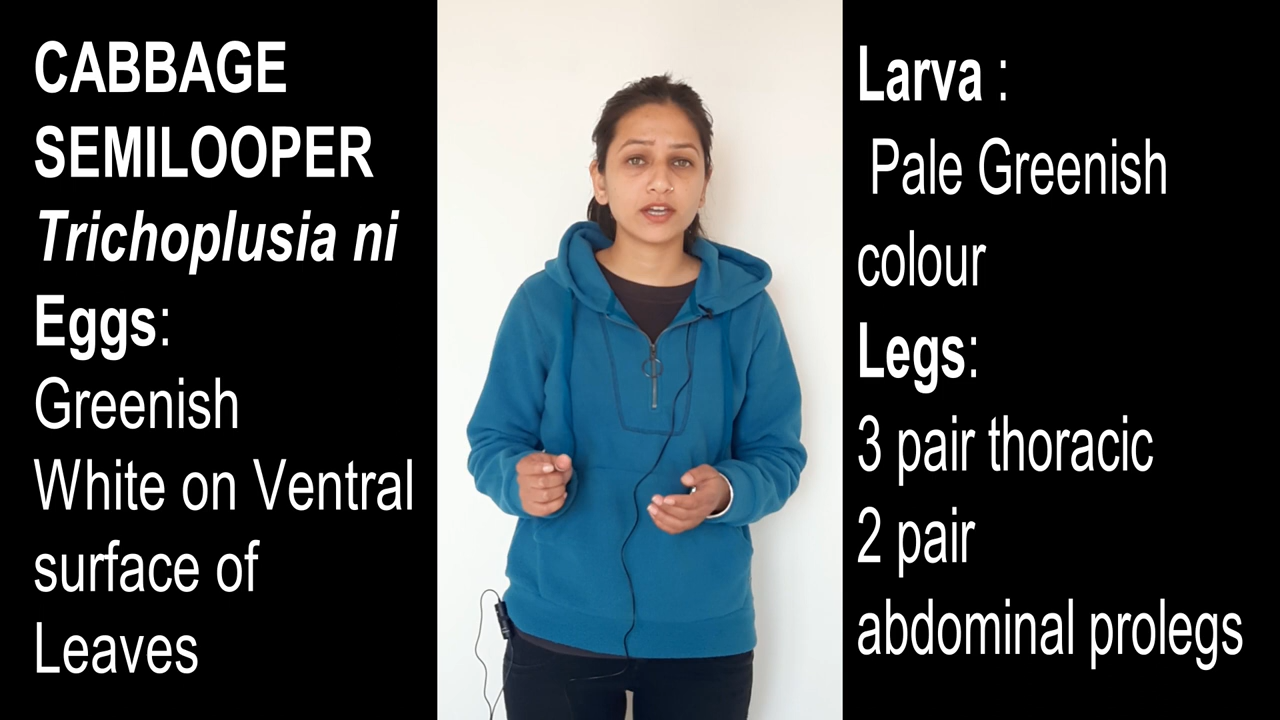 CABBAGE
SEMILOOPER
Trichoplusia ni
Eggs:
Greenish
White on Ventral
surface of
Leaves
Larva :
Pale Greenish
colour
Legs:
3 pair thoracic
2 pair
abdominal prolegs